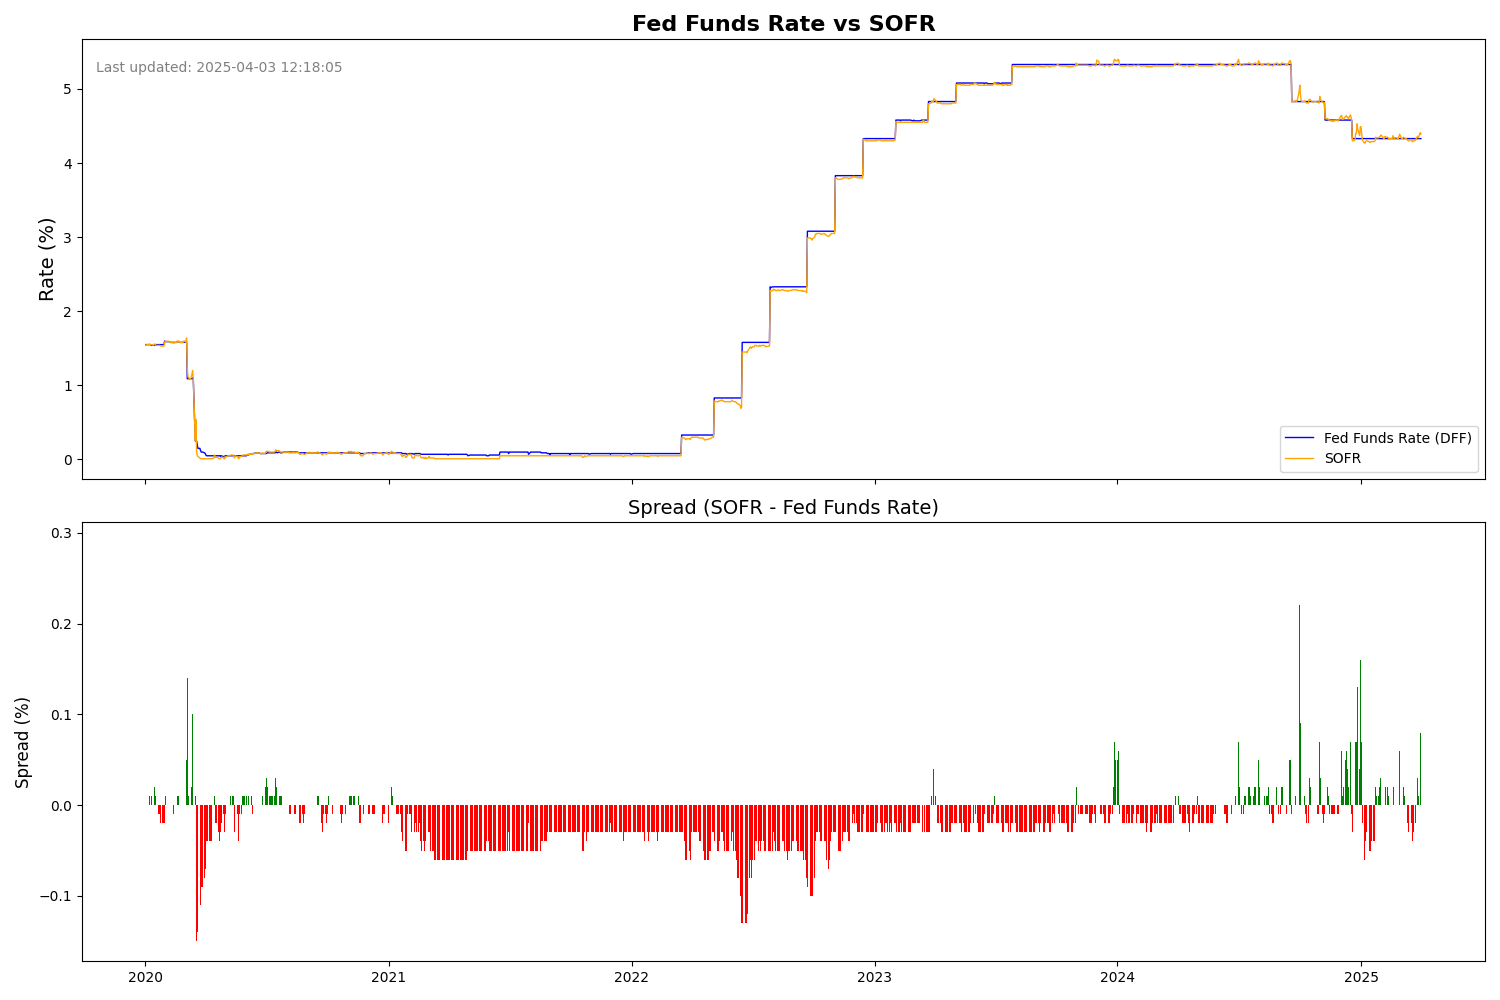 Fed Funds Rate vs SOFR
Last updated: 2025-04-03 12:18:05
Rate (%)
5
4
3
2
1
0
Fed Funds Rate (DFF)
SOFR
Spread (SOFR - Fed Funds Rate)
Spread (%)
0.3
0.2
0.1
0.0
−0.1
2020 2021 2022 2023 2024 2025